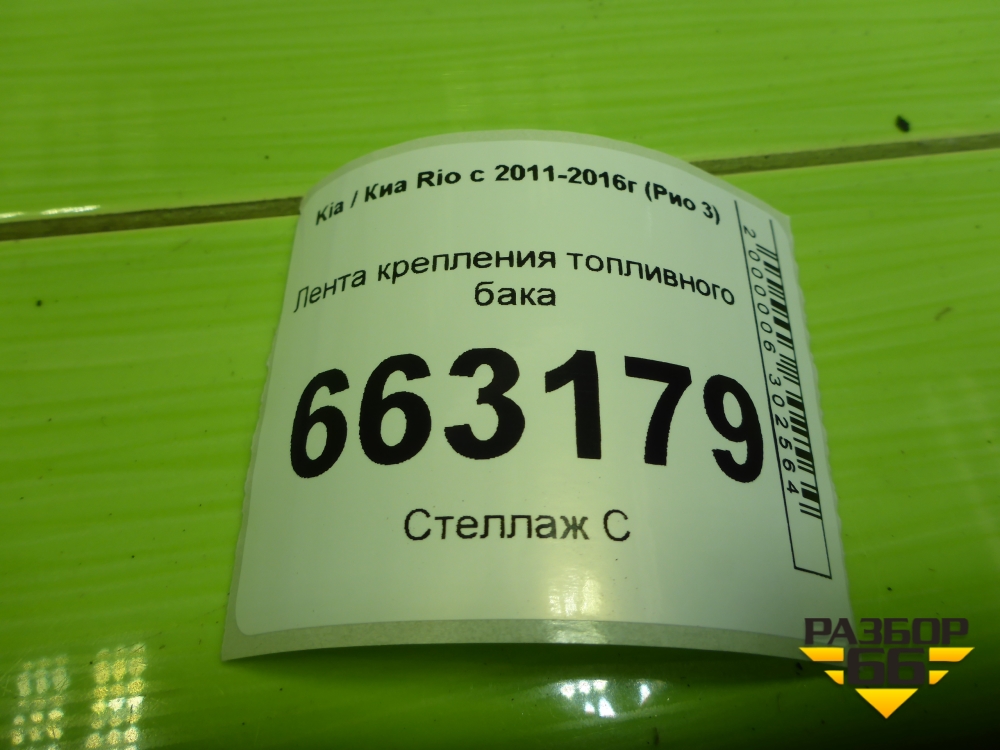 Kia / Киа Rio с 2011-2016г (Рио 3)
Лента крепления топливного
бака
663179
Стеллаж С
2000006302564
РАЗБОР
66